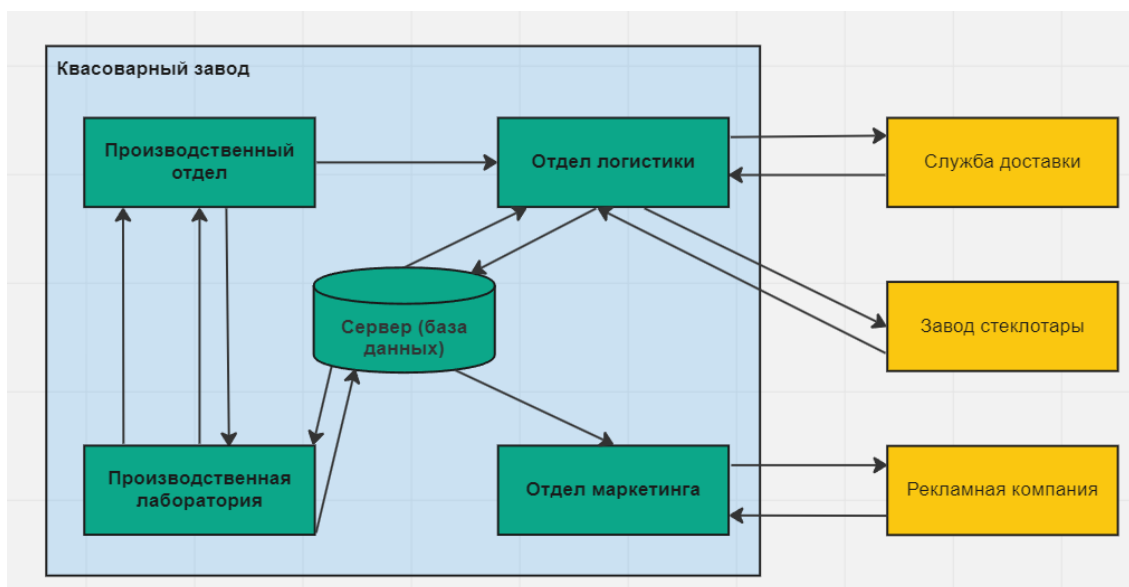 Квасоварный завод
Производственный
отдел
Отдел логистики
Служба доставки
Сервер (база
данных)
Завод стеклотары
Производственная
лаборатория
Отдел маркетинга
Рекламная компания